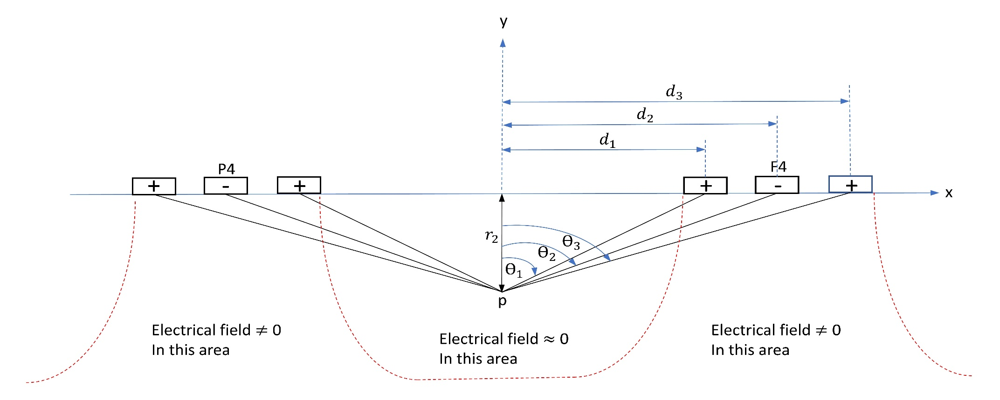 y
d₃
d₂
d₁
P4
F4
+ - + + - +
x
r₂
Θ₃
Θ₂
Θ₁
p
Electrical field ≠ 0
In this area
Electrical field ≈ 0
In this area
Electrical field ≠ 0
In this area